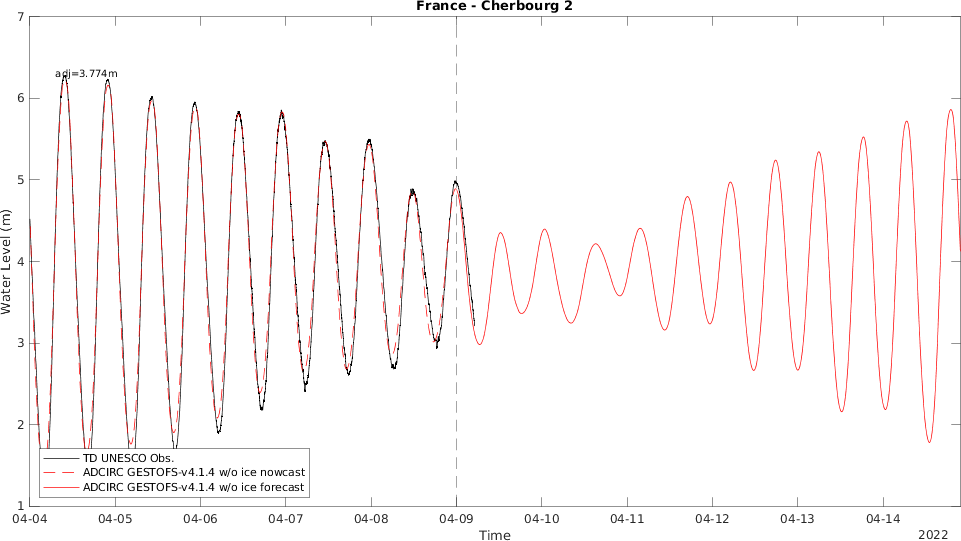 France - Cherbourg 2
7
adj=3.774m
6
5
4
3
2
1
Water Level (m)
TD UNESCO Obs.
ADCIRC GESTOFS-v4.1.4 w/o ice nowcast
ADCIRC GESTOFS-v4.1.4 w/o ice forecast
04-04 04-05 04-06 04-07 04-08 04-09 04-10 04-11 04-12 04-13 04-14
Time
2022